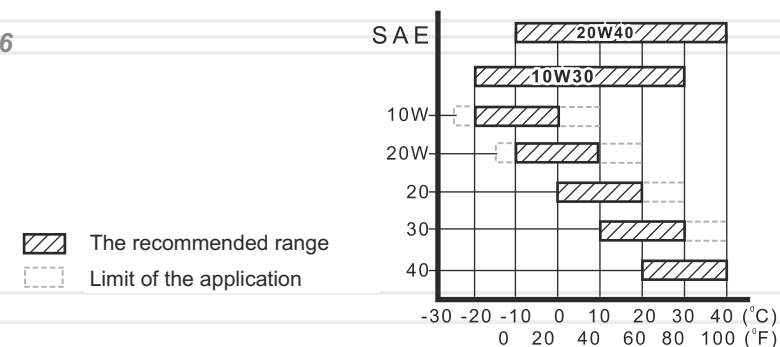 6
SAE
20W40
10W30
10W
20W
20
30
40
The recommended range
Limit of the application
-30 -20 -10 0 10 20 30 40 (°C)
0 20 40 60 80 100 (°F)